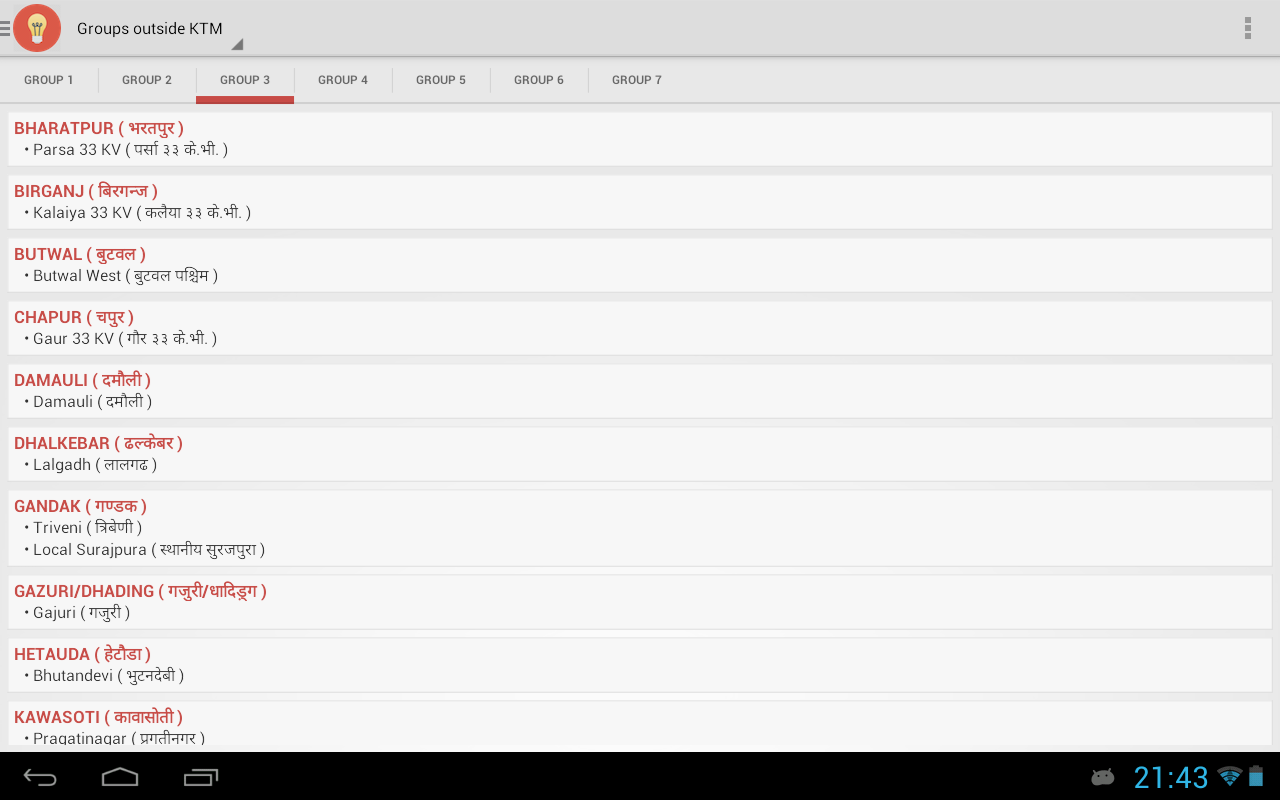 Groups outside KTM
GROUP 1 GROUP 2 GROUP 3 GROUP 4 GROUP 5 GROUP 6 GROUP 7
BHARATPUR ( भरतपुर )
• Parsa 33 KV ( पर्सा ३३ के.भी. )
BIRGANJ ( बिरगन्ज )
• Kalaiya 33 KV ( कलैया ३३ के.भी. )
BUTWAL ( बुटवल )
• Butwal West ( बुटवल पश्चिम )
CHAPUR ( चपुर )
• Gaur 33 KV ( गौर ३३ के.भी. )
DAMAULI ( दमौली )
• Damauli ( दमौली )
DHALKEBAR ( ढल्केबर )
• Lalgadh ( लालगढ )
GANDAK ( गण्डक )
• Triveni ( त्रिबेणी )
• Local Surajpura ( स्थानीय सुरजपुरा )
GAZURI/DHADING ( गजुरी/धादिङ्ग )
• Gajuri ( गजुरी )
HETAUDA ( हेटौडा )
• Bhutandevi ( भुटनदेबी )
KAWASOTI ( कावासोती )
• Pragatinagar ( प्रगतीनगर )
21:43